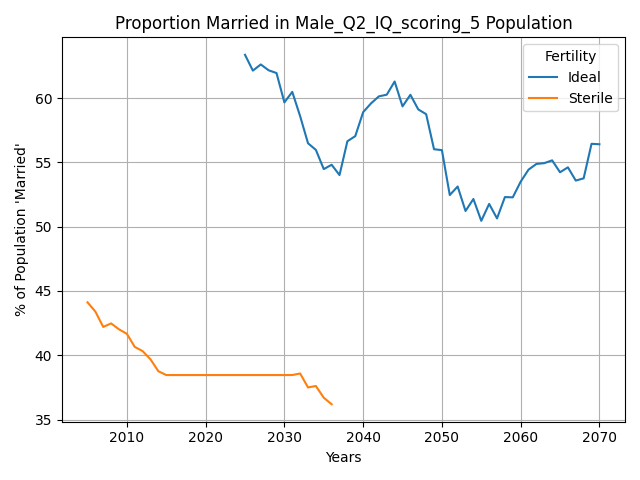 Proportion Married in Male_Q2_IQ_scoring_5 Population
% of Population 'Married'
60
55
50
45
40
35
Fertility
Ideal
Sterile
2010 2020 2030 2040 2050 2060 2070
Years